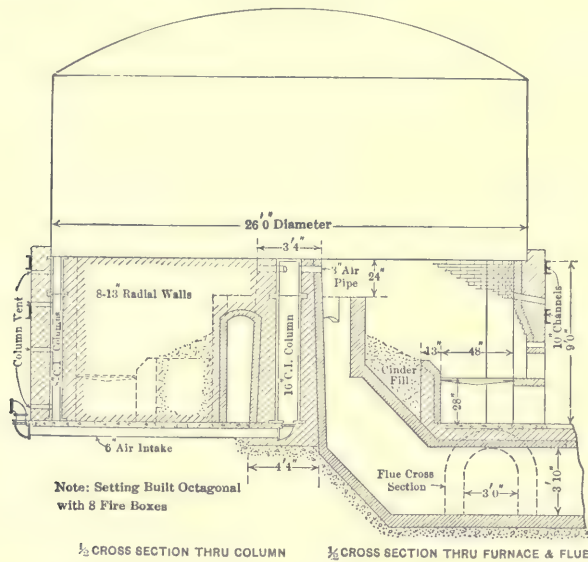 26'0" Diameter
3'4"
24"
3" Air
Pipe
8-13" Radial Walls
Column Vent
C.I. Columns
16" C.I. Column
10" Channels
9'0"
13"
48"
Cinder
Fill
28"
6" Air Intake
4'4"
Flue Cross
Section
3'0"
3'10"
Note: Setting Built Octagonal
with 8 Fire Boxes
½ CROSS SECTION THRU COLUMN
½ CROSS SECTION THRU FURNACE & FLUE